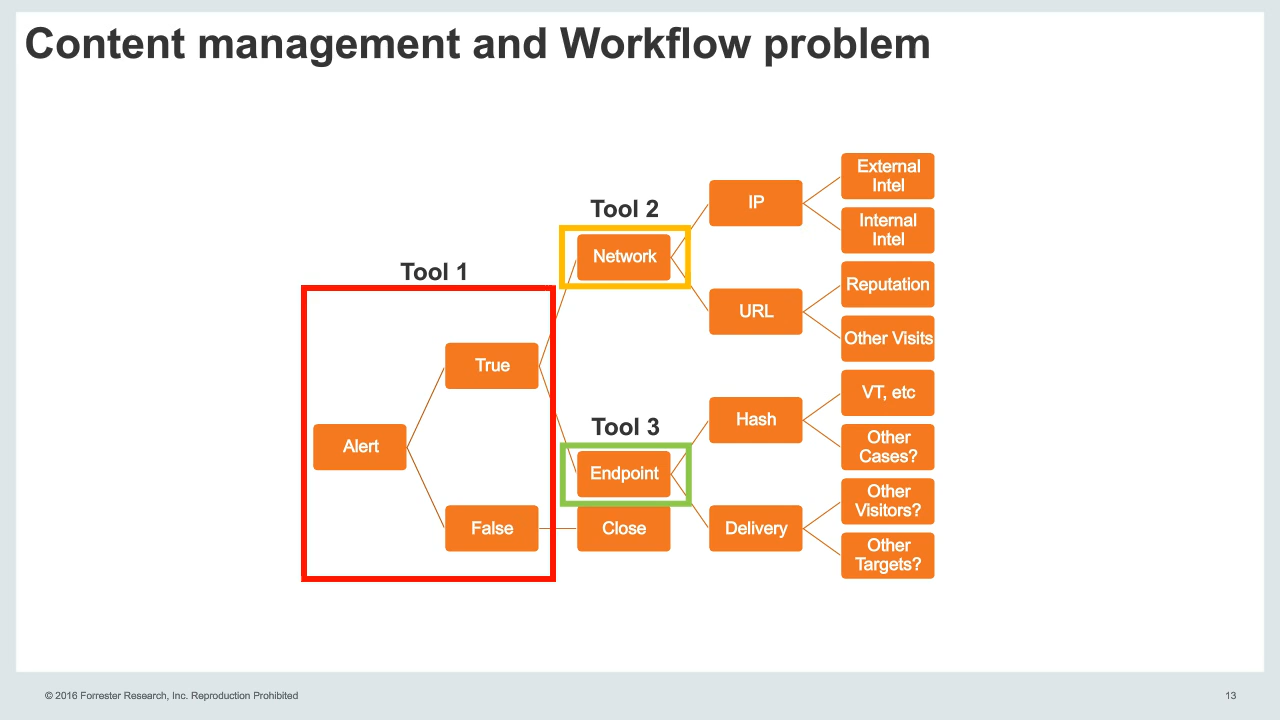 Content management and Workflow problem
External
Intel
IP
Tool 2
Internal
Intel
Network
Tool 1
Reputation
URL
Other Visits
True
VT, etc
Hash
Tool 3
Other
Cases?
Alert
Endpoint
Other
Visitors?
False
Close
Delivery
Other
Targets?
© 2016 Forrester Research, Inc. Reproduction Prohibited
13